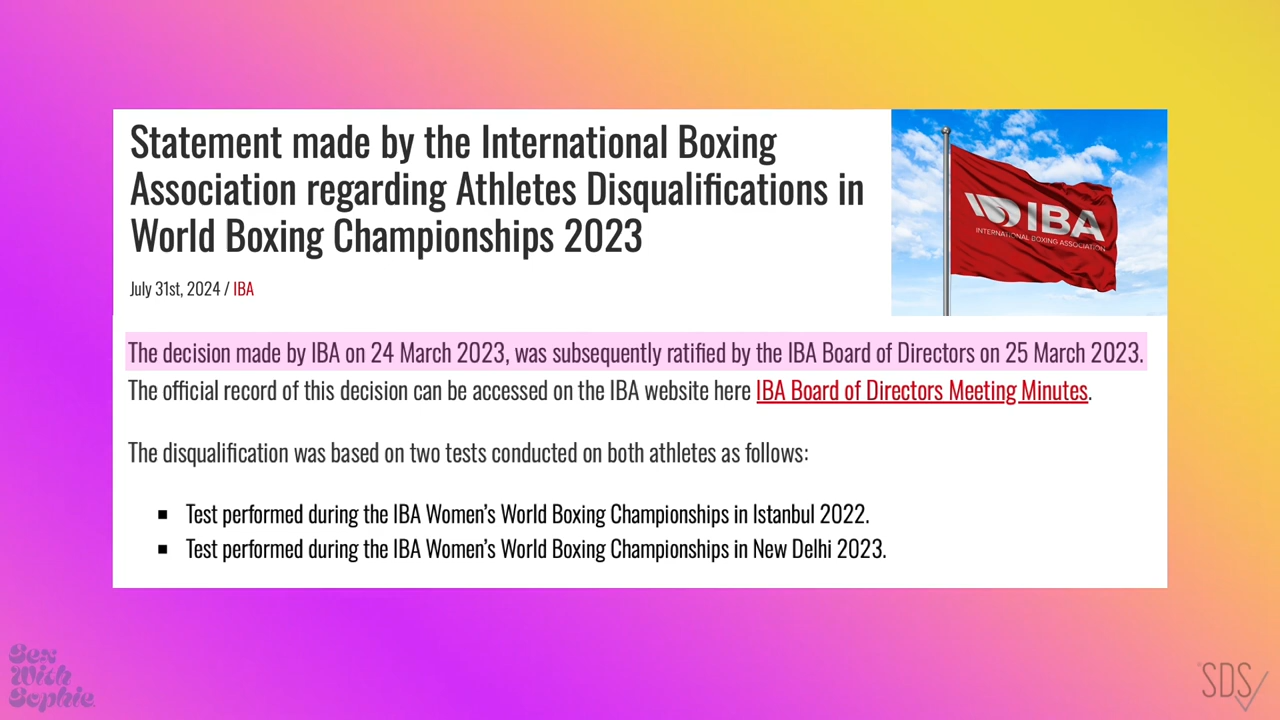 Statement made by the International Boxing
Association regarding Athletes Disqualifications in
World Boxing Championships 2023
IBA
INTERNATIONAL BOXING ASSOCIATION
July 31st, 2024 / IBA
The decision made by IBA on 24 March 2023, was subsequently ratified by the IBA Board of Directors on 25 March 2023.
The official record of this decision can be accessed on the IBA website here IBA Board of Directors Meeting Minutes.
The disqualification was based on two tests conducted on both athletes as follows:
▪ Test performed during the IBA Women’s World Boxing Championships in Istanbul 2022.
▪ Test performed during the IBA Women’s World Boxing Championships in New Delhi 2023.
Sex
With
Sophie
SDS